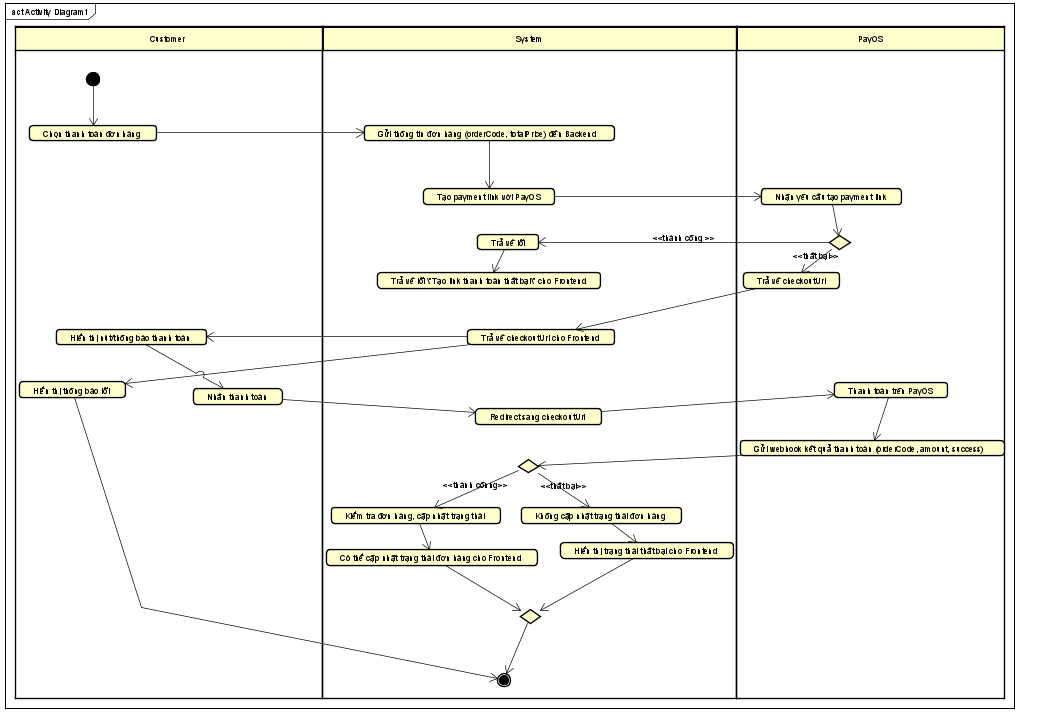 act Activity Diagram1
Customer
System
PayOS
Chọn thanh toán đơn hàng
Gửi thông tin đơn hàng (orderCode, totalPrice) đến Backend
Tạo payment link với PayOS
Nhận yêu cầu tạo payment link
<<thành công >>
Trả về lỗi
<<thất bại>>
Trả về lỗi "Tạo link thanh toán thất bại" cho Frontend
Trả về checkoutUrl
Hiển thị nút/thông báo thanh toán
Trả về checkoutUrl cho Frontend
Hiển thị thông báo lỗi
Nhấn thanh toán
Thanh toán trên PayOS
Redirect sang checkoutUrl
Gửi webhook kết quả thanh toán (orderCode, amount, success)
<<thành công>>
<<thất bại>>
Kiểm tra đơn hàng, cập nhật trạng thái
Không cập nhật trạng thái đơn hàng
Có thể cập nhật trạng thái đơn hàng cho Frontend
Hiển thị trạng thái thất bại cho Frontend